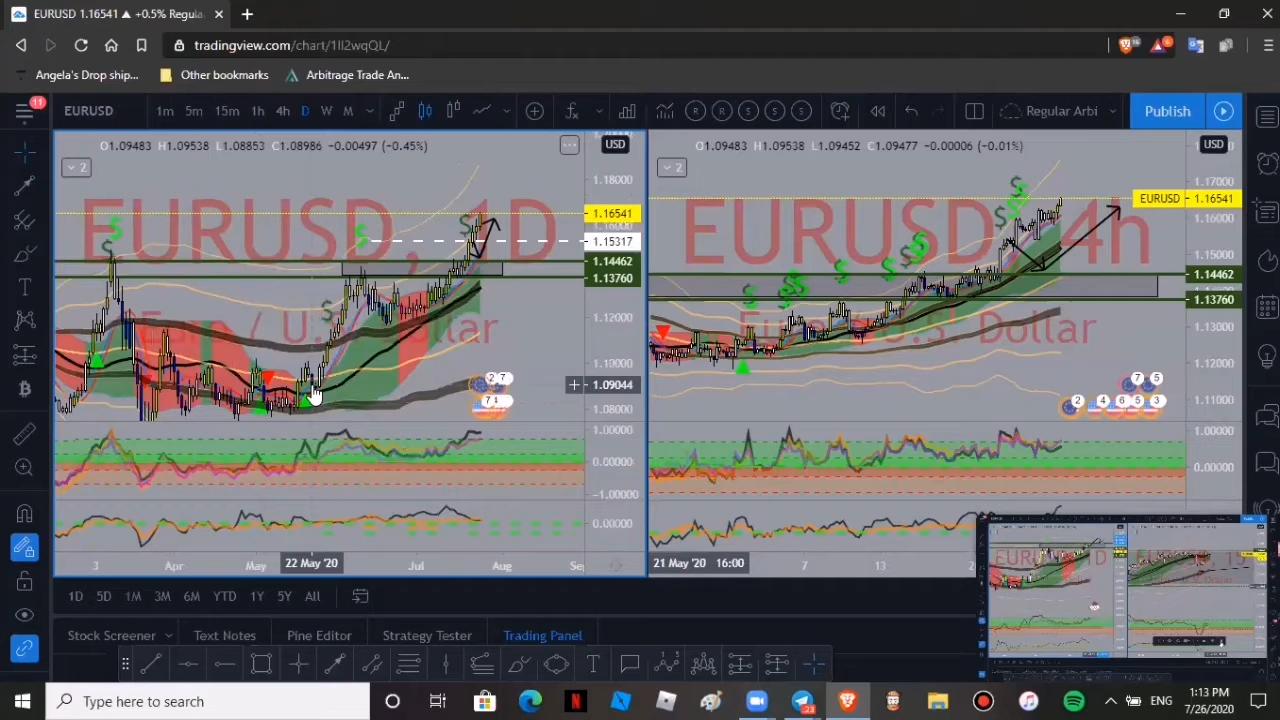 EURUSD 1.16541 ▲ +0.5% Regula
tradingview.com/chart/1II2wqQL/
Angela's Drop ship...
Other bookmarks
Arbitrage Trade An...
11
EURUSD
1m 5m 15m 1h 4h D W M
Regular Arbi
Publish
O1.09483 H1.09538 L1.08853 C1.08986 -0.00497 (-0.45%)
USD
2
EURUSD, 1D
Euro / U.S. Dollar
1.18000
1.16541
1.15317
1.14462
1.13760
1.12000
1.10000
1.09044
1.08000
1.00000
0.00000
−1.00000
0.00000
3 Apr May 22 May '20 Jul Aug Sep
O1.09483 H1.09538 L1.09452 C1.09477 -0.00006 (-0.01%)
USD
2
EURUSD, 4h
Euro / U.S. Dollar
1.17000
EURUSD 1.16541
1.16000
1.15000
1.14462
1.13760
1.13000
1.12000
1.11000
1.00000
0.00000
21 May '20 16:00 7 13
1D 5D 1M 3M 6M YTD 1Y 5Y All
Stock Screener Text Notes Pine Editor Strategy Tester Trading Panel
Type here to search
ENG
1:13 PM
7/26/2020